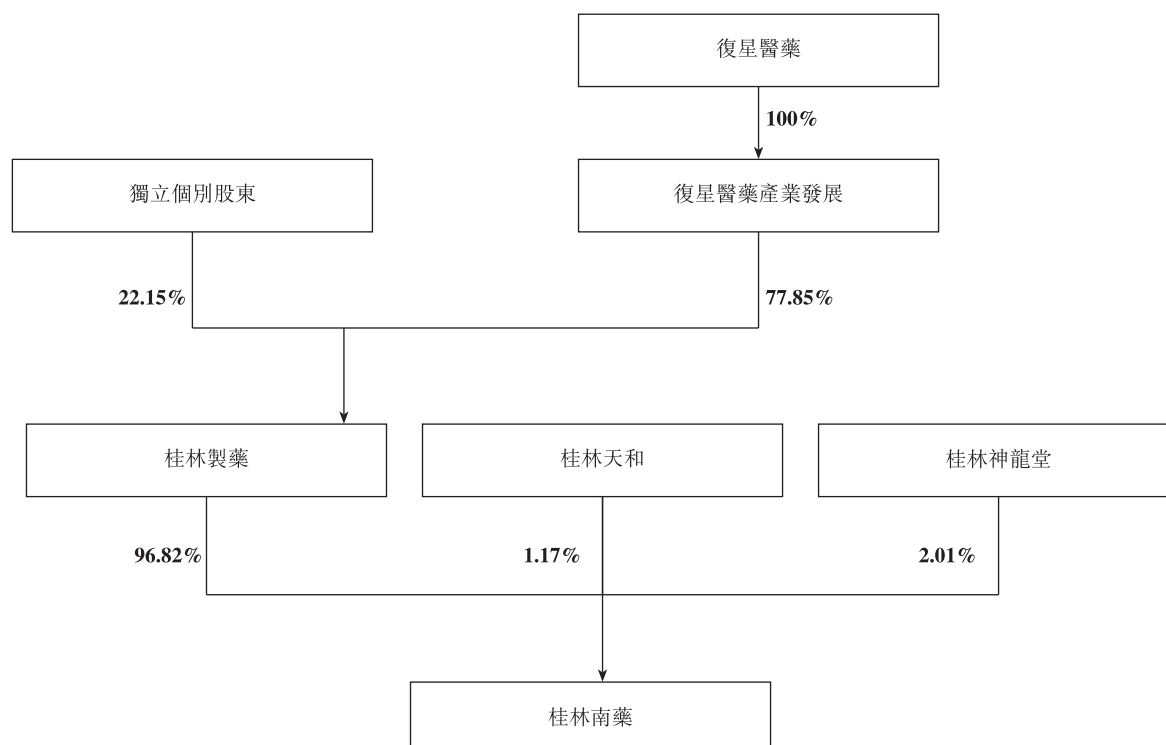 復星醫藥
100%
獨立個別股東
復星醫藥產業發展
22.15%
77.85%
桂林製藥
桂林天和
桂林神龍堂
96.82%
1.17%
2.01%
桂林南藥